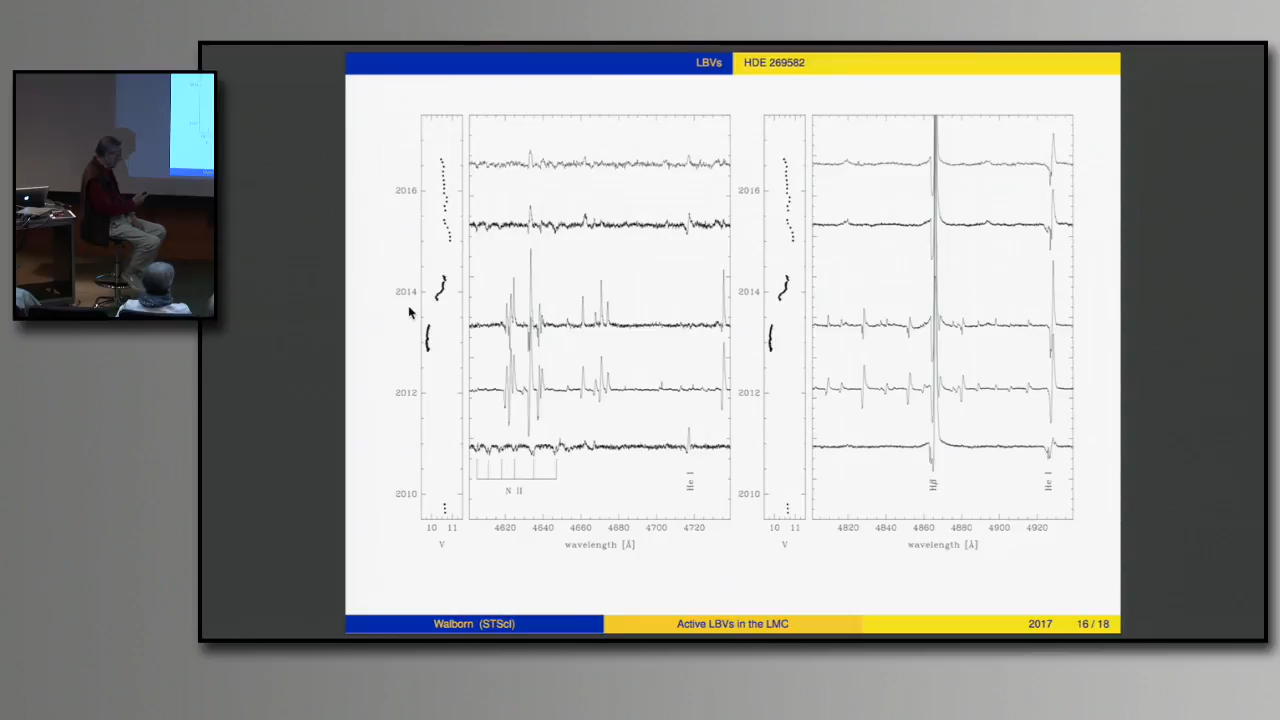 LBVs HDE 269582
2016
2014
2012
2010
10 11
V
4620 4640 4660 4680 4700 4720
wavelength [Å]
N II
He I
2016
2014
2012
2010
10 11
V
4820 4840 4860 4880 4900 4920
wavelength [Å]
Hβ
He I
Walborn (STScI) Active LBVs in the LMC 2017 16 / 18